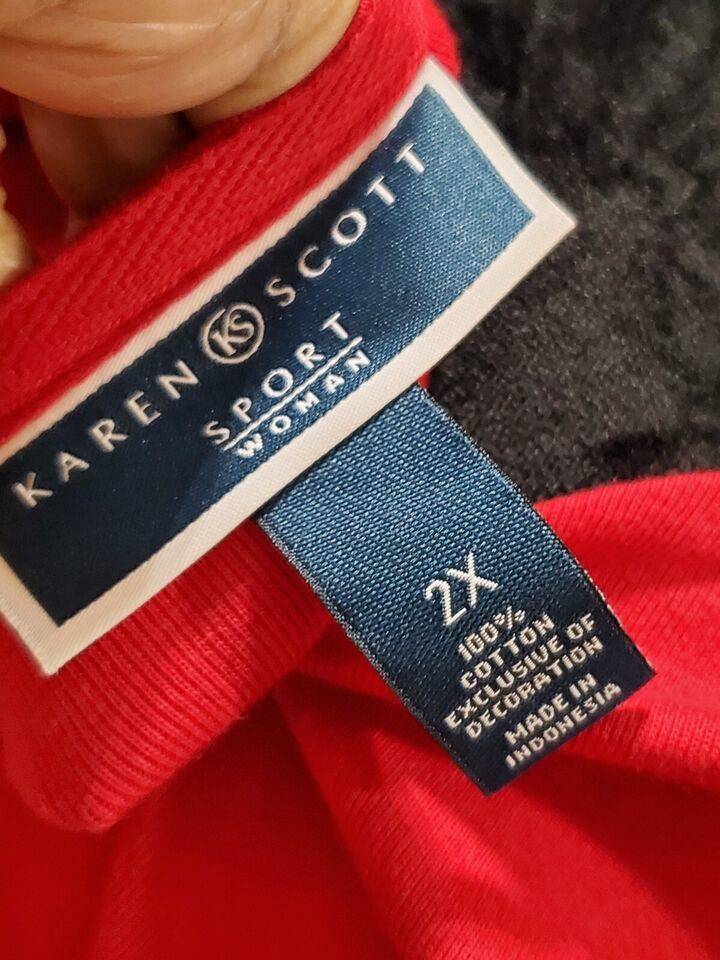 KAREN KS SCOTT
SPORT
WOMAN
2X
100%
COTTON
EXCLUSIVE OF
DECORATION
MADE IN
INDONESIA